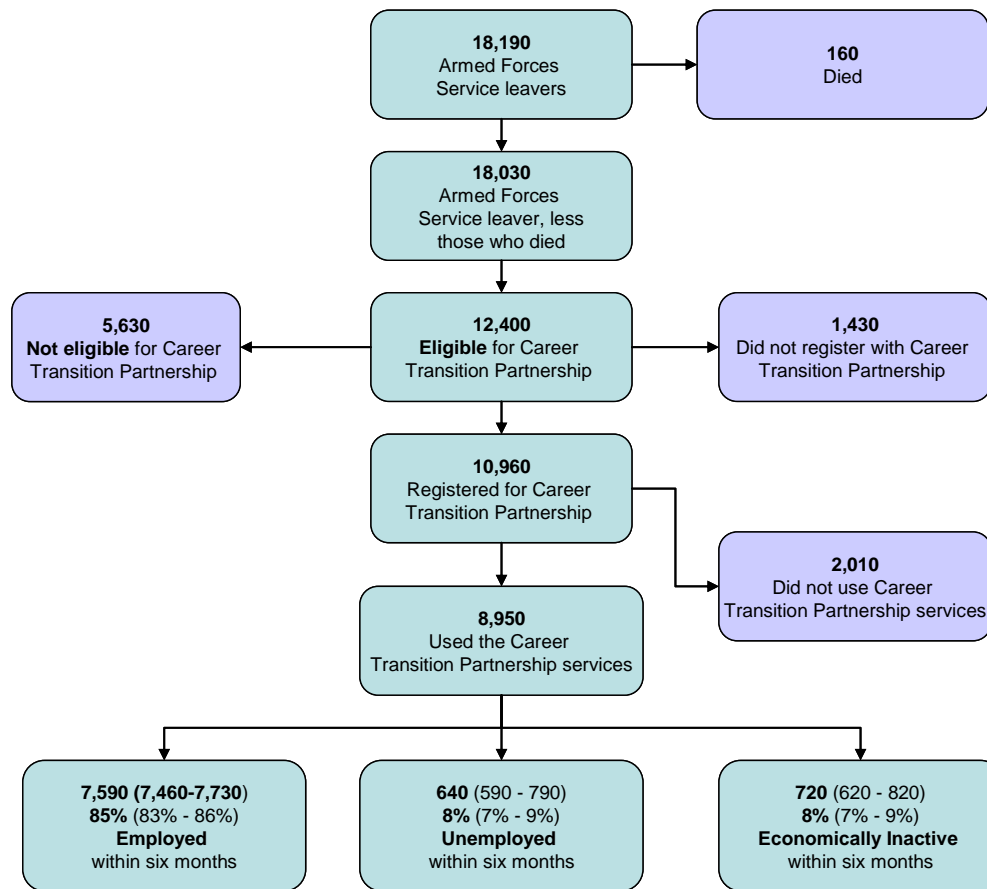 18,190
Armed Forces
Service leavers
160
Died
18,030
Armed Forces
Service leaver, less
those who died
5,630
Not eligible for Career
Transition Partnership
12,400
Eligible for Career
Transition Partnership
1,430
Did not register with Career
Transition Partnership
10,960
Registered for Career
Transition Partnership
2,010
Did not use Career
Transition Partnership services
8,950
Used the Career
Transition Partnership services
7,590 (7,460-7,730)
85% (83% - 86%)
Employed
within six months
640 (590 - 790)
8% (7% - 9%)
Unemployed
within six months
720 (620 - 820)
8% (7% - 9%)
Economically Inactive
within six months